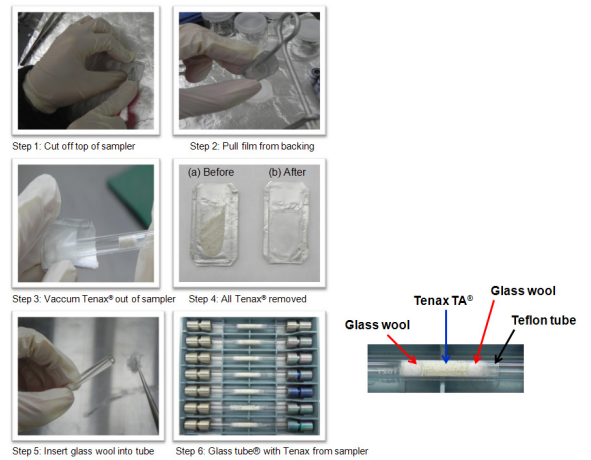 Step 1: Cut off top of sampler
Step 2: Pull film from backing
(a) Before
(b) After
Step 3: Vaccum Tenax® out of sampler
Step 4: All Tenax® removed
Step 5: Insert glass wool into tube
Step 6: Glass tube® with Tenax from sampler
Tenax TA®
Glass wool
Glass wool
Teflon tube